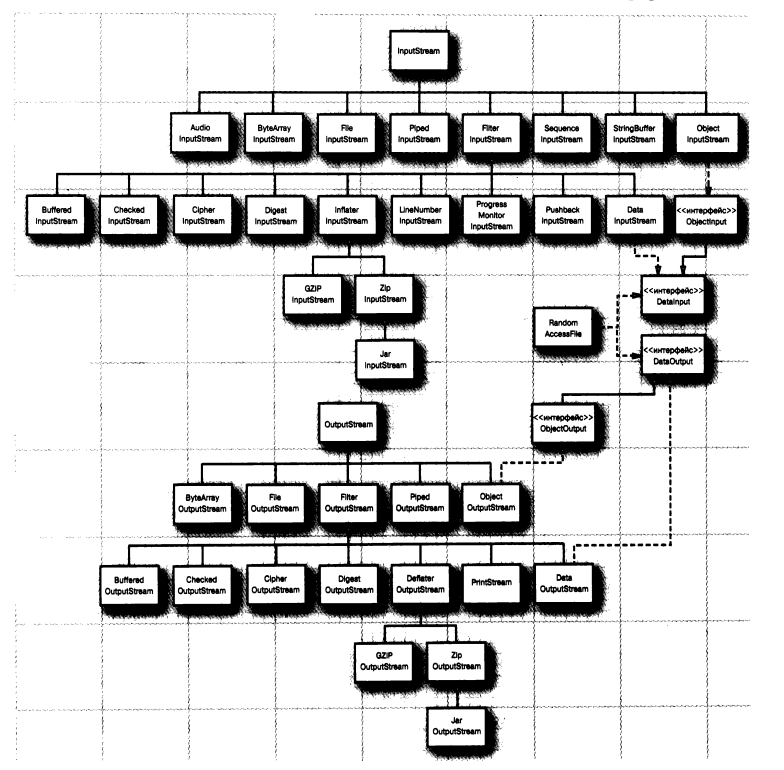 InputStream
Audio
InputStream
ByteArray
InputStream
File
InputStream
Piped
InputStream
Filter
InputStream
Sequence
InputStream
StringBuffer
InputStream
Object
InputStream
Buffered
InputStream
Checked
InputStream
Cipher
InputStream
Digest
InputStream
Inflater
InputStream
LineNumber
InputStream
Progress
Monitor
InputStream
Pushback
InputStream
Data
InputStream
<<интерфейс>>
ObjectInput
GZIP
InputStream
Zip
InputStream
<<интерфейс>>
DataInput
Random
AccessFile
Jar
InputStream
<<интерфейс>>
DataOutput
OutputStream
<<интерфейс>>
ObjectOutput
ByteArray
OutputStream
File
OutputStream
Filter
OutputStream
Piped
OutputStream
Object
OutputStream
Buffered
OutputStream
Checked
OutputStream
Cipher
OutputStream
Digest
OutputStream
Deflater
OutputStream
PrintStream
Data
OutputStream
GZIP
OutputStream
Zip
OutputStream
Jar
OutputStream